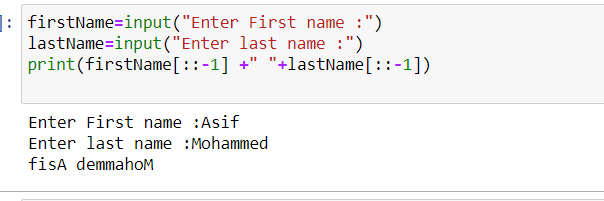 ]: firstName=input("Enter First name :")
lastName=input("Enter last name :")
print(firstName[::-1] +" "+lastName[::-1])
Enter First name :Asif
Enter last name :Mohammed
fisA demmahoM